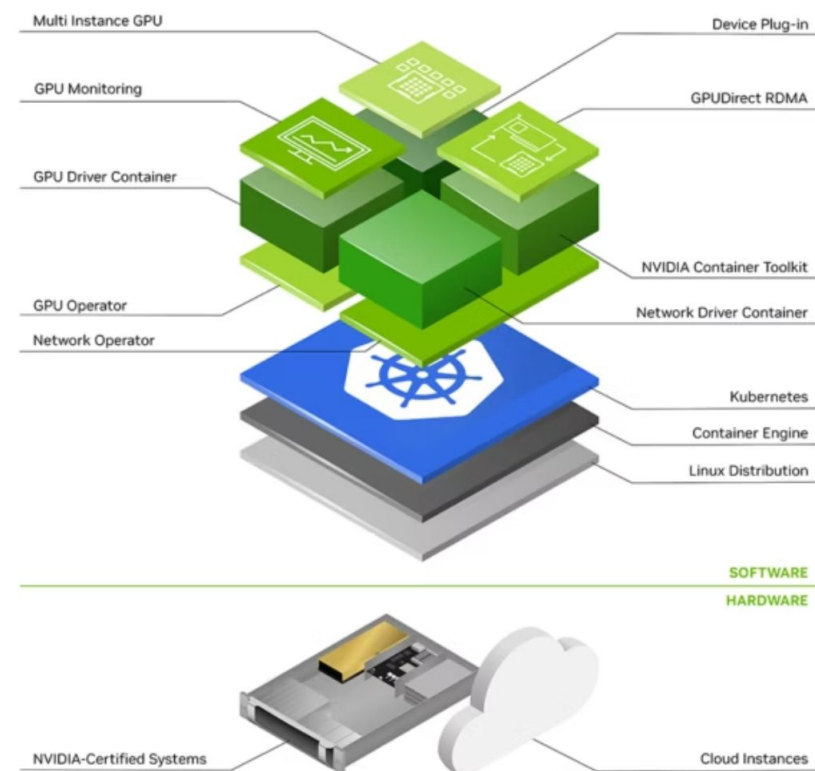 Multi Instance GPU
Device Plug-in
GPU Monitoring
GPUDirect RDMA
GPU Driver Container
NVIDIA Container Toolkit
GPU Operator
Network Driver Container
Network Operator
Kubernetes
Container Engine
Linux Distribution
SOFTWARE
HARDWARE
NVIDIA-Certified Systems
Cloud Instances